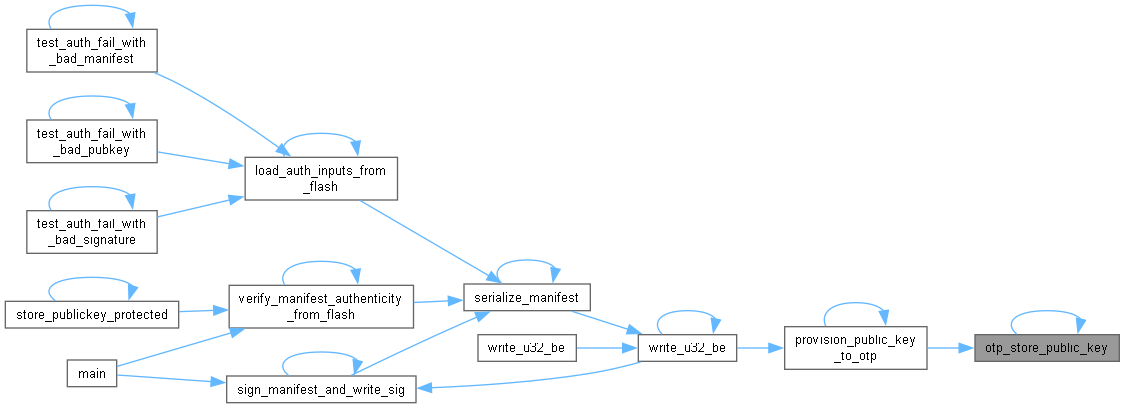 test_auth_fail_with
_bad_manifest
test_auth_fail_with
_bad_pubkey
load_auth_inputs_from
_flash
test_auth_fail_with
_bad_signature
serialize_manifest
verify_manifest_authenticity
_from_flash
store_publickey_protected
write_u32_be
write_u32_be
provision_public_key
_to_otp
otp_store_public_key
main
sign_manifest_and_write_sig